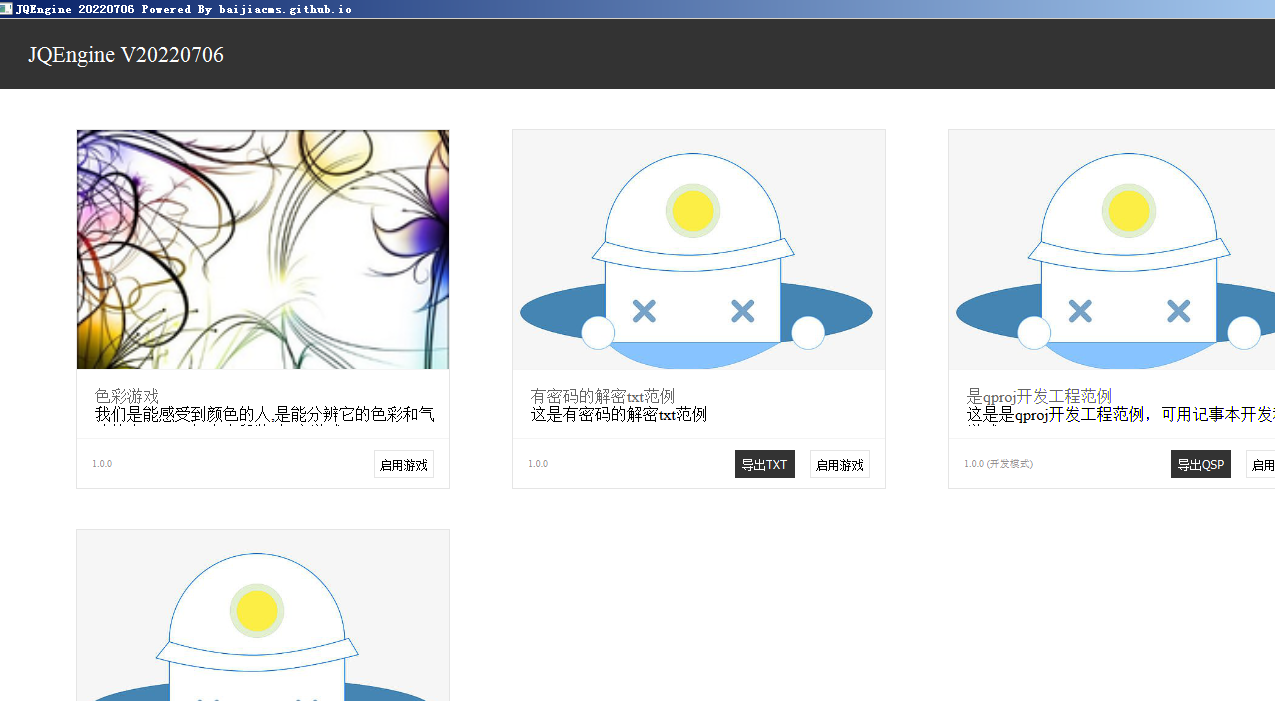 JQEngine 20220706 Powered By baijiacms.github.io
JQEngine V20220706
色彩游戏
我们是能感受到颜色的人,是能分辨它的色彩和气
1.0.0
启用游戏
有密码的解密txt范例
这是有密码的解密txt范例
1.0.0
导出TXT
启用游戏
是qproj开发工程范例
这是是qproj开发工程范例，可用记事本开发
1.0.0 (开发模式)
导出QSP
启用